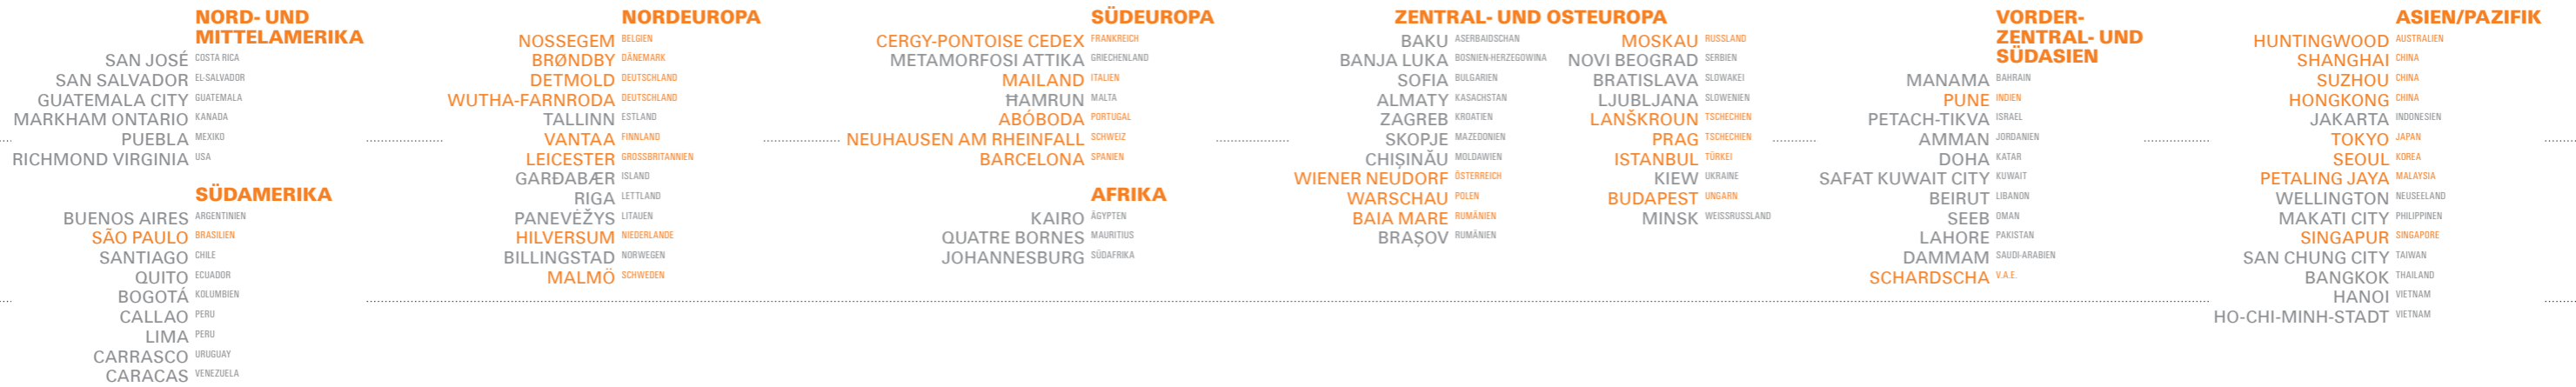 NORD- UND
MITTELAMERIKA
SAN JOSÉ COSTA RICA
SAN SALVADOR EL-SALVADOR
GUATEMALA CITY GUATEMALA
MARKHAM ONTARIO KANADA
PUEBLA MEXIKO
RICHMOND VIRGINIA USA
SÜDAMERIKA
BUENOS AIRES ARGENTINIEN
SÃO PAULO BRASILIEN
SANTIAGO CHILE
QUITO ECUADOR
BOGOTÁ KOLUMBIEN
CALLAO PERU
LIMA PERU
CARRASCO URUGUAY
CARACAS VENEZUELA
NORDEUROPA
NOSSEGEM BELGIEN
BRØNDBY DÄNEMARK
DETMOLD DEUTSCHLAND
WUTHA-FARNRODA DEUTSCHLAND
TALLINN ESTLAND
VANTAA FINNLAND
LEICESTER GROSSBRITANNIEN
GARÐABÆR ISLAND
RIGA LETTLAND
PANEVĖŽYS LITAUEN
HILVERSUM NIEDERLANDE
BILLINGSTAD NORWEGEN
MALMÖ SCHWEDEN
SÜDEUROPA
CERGY-PONTOISE CEDEX FRANKREICH
METAMORFOSI ATTIKA GRIECHENLAND
MAILAND ITALIEN
ĦAMRUN MALTA
ABÓBODA PORTUGAL
NEUHAUSEN AM RHEINFALL SCHWEIZ
BARCELONA SPANIEN
AFRIKA
KAIRO ÄGYPTEN
QUATRE BORNES MAURITIUS
JOHANNESBURG SÜDAFRIKA
ZENTRAL- UND OSTEUROPA
BAKU ASERBAIDSCHAN
BANJA LUKA BOSNIEN-HERZEGOWINA
SOFIA BULGARIEN
ALMATY KASACHSTAN
ZAGREB KROATIEN
SKOPJE MAZEDONIEN
CHIȘINĂU MOLDAWIEN
WIENER NEUDORF ÖSTERREICH
WARSCHAU POLEN
BAIA MARE RUMÄNIEN
BRAȘOV RUMÄNIEN
MOSKAU RUSSLAND
NOVI BEOGRAD SERBIEN
BRATISLAVA SLOWAKEI
LJUBLJANA SLOWENIEN
LANŠKROUN TSCHECHIEN
PRAG TSCHECHIEN
ISTANBUL TÜRKEI
KIEW UKRAINE
BUDAPEST UNGARN
MINSK WEISSRUSSLAND
VORDER-
ZENTRAL- UND
SÜDASIEN
MANAMA BAHRAIN
PUNE INDIEN
PETACH-TIKVA ISRAEL
AMMAN JORDANIEN
DOHA KATAR
SAFAT KUWAIT CITY KUWAIT
BEIRUT LIBANON
SEEB OMAN
LAHORE PAKISTAN
DAMMAM SAUDI-ARABIEN
SCHARDSCHA V.A.E.
ASIEN/PAZIFIK
HUNTINGWOOD AUSTRALIEN
SHANGHAI CHINA
SUZHOU CHINA
HONGKONG CHINA
JAKARTA INDONESIEN
TOKYO JAPAN
SEOUL KOREA
PETALING JAYA MALAYSIA
WELLINGTON NEUSEELAND
MAKATI CITY PHILIPPINEN
SINGAPUR SINGAPORE
SAN CHUNG CITY TAIWAN
BANGKOK THAILAND
HANOI VIETNAM
HO-CHI-MINH-STADT VIETNAM